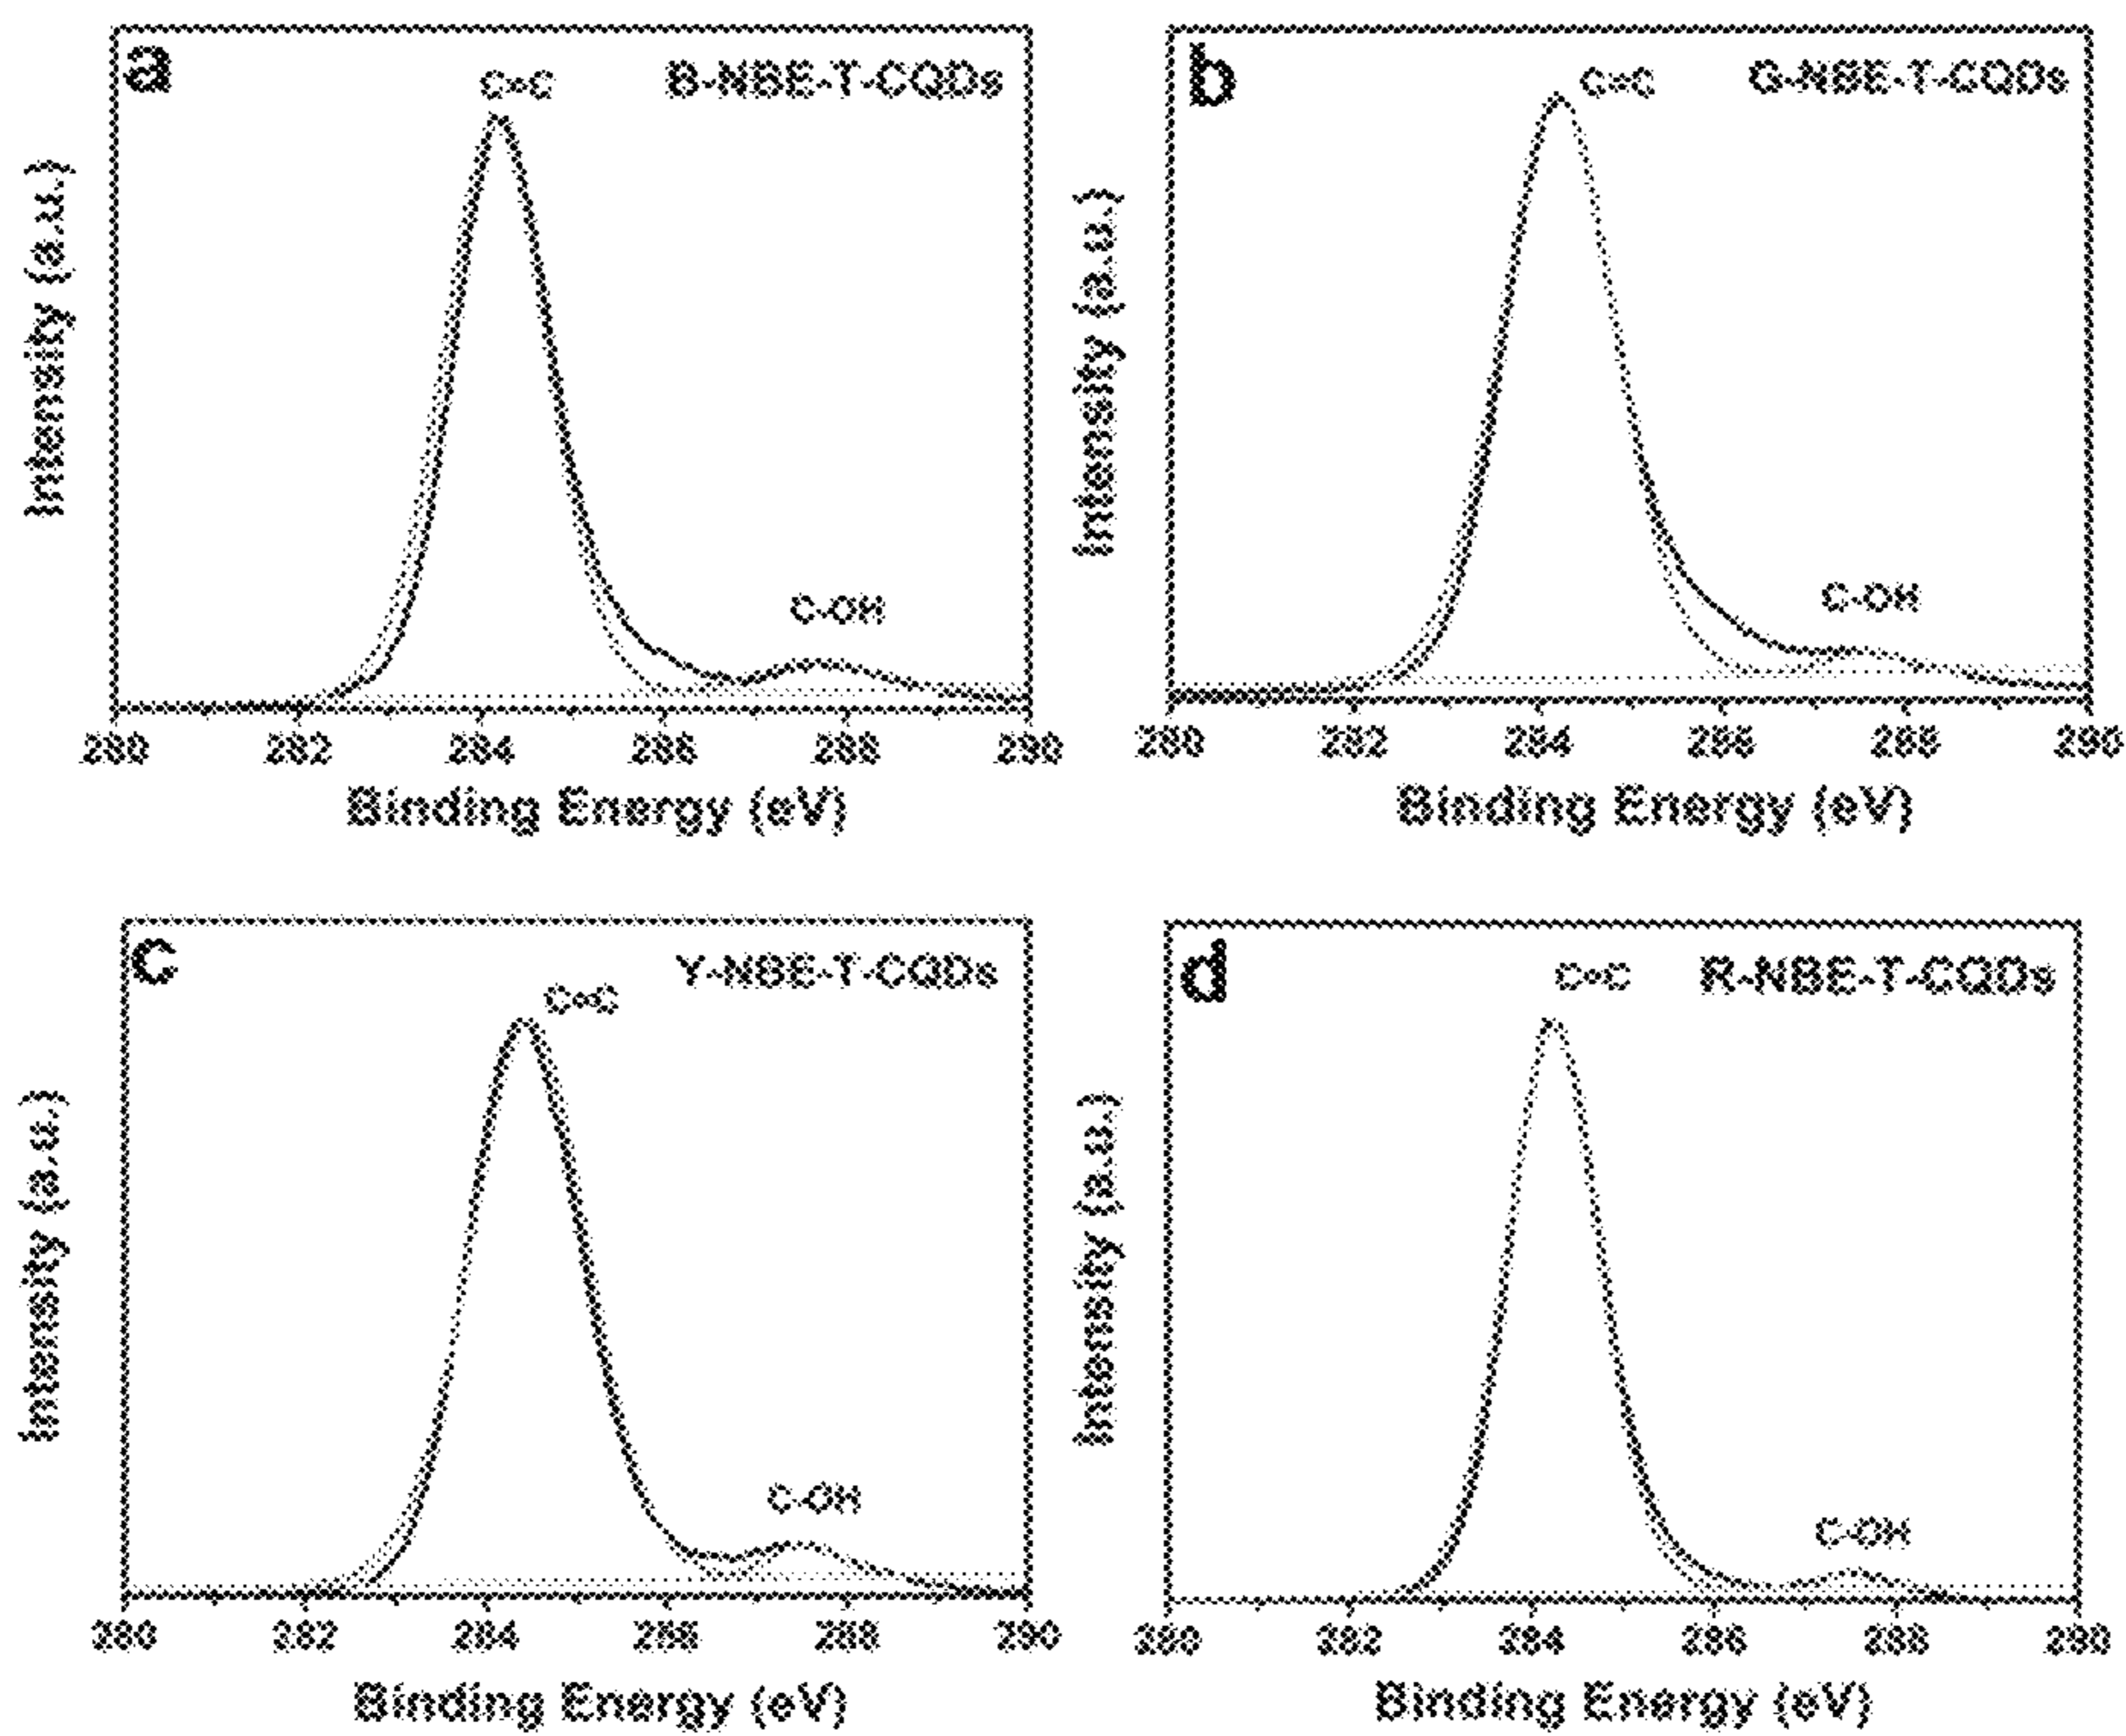 a
C=C
B-NBE-T-CQDs
C-OH
Intensity (a.u.)
280 282 284 286 288 290
Binding Energy (eV)
b
C=C
G-NBE-T-CQDs
C-OH
Intensity (a.u.)
280 282 284 286 288 290
Binding Energy (eV)
c
C=C
Y-NBE-T-CQDs
C-OH
Intensity (a.u.)
280 282 284 286 288 290
Binding Energy (eV)
d
C=C
R-NBE-T-CQDs
C-OH
Intensity (a.u.)
280 282 284 286 288 290
Binding Energy (eV)